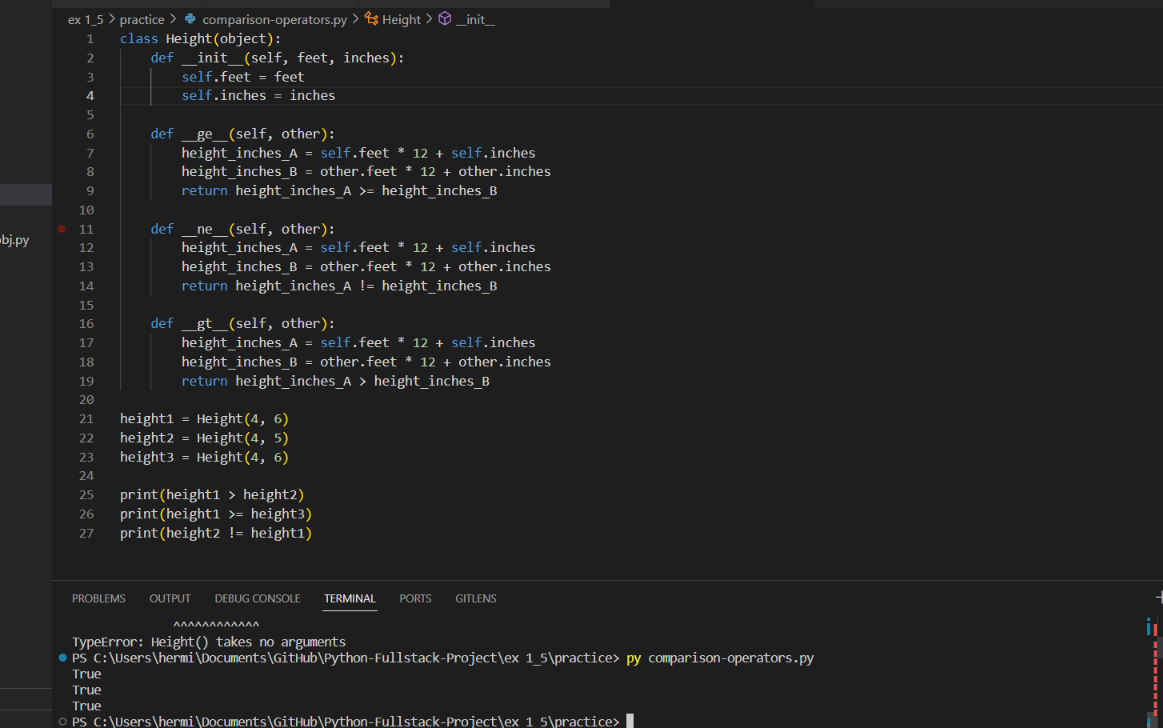 ex 1_5 > practice > comparison-operators.py > Height > __init__
1 class Height(object):
2     def __init__(self, feet, inches):
3         self.feet = feet
4         self.inches = inches
5
6     def __ge__(self, other):
7         height_inches_A = self.feet * 12 + self.inches
8         height_inches_B = other.feet * 12 + other.inches
9         return height_inches_A >= height_inches_B
10
bj.py
11     def __ne__(self, other):
12         height_inches_A = self.feet * 12 + self.inches
13         height_inches_B = other.feet * 12 + other.inches
14         return height_inches_A != height_inches_B
15
16     def __gt__(self, other):
17         height_inches_A = self.feet * 12 + self.inches
18         height_inches_B = other.feet * 12 + other.inches
19         return height_inches_A > height_inches_B
20
21 height1 = Height(4, 6)
22 height2 = Height(4, 5)
23 height3 = Height(4, 6)
24
25 print(height1 > height2)
26 print(height1 >= height3)
27 print(height2 != height1)
PROBLEMS OUTPUT DEBUG CONSOLE TERMINAL PORTS GITLENS
^^^^^^^^^^^^
TypeError: Height() takes no arguments
PS C:\Users\hermi\Documents\GitHub\Python-Fullstack-Project\ex 1_5\practice> py comparison-operators.py
True
True
True
PS C:\Users\hermi\Documents\GitHub\Python-Fullstack-Project\ex 1_5\practice>